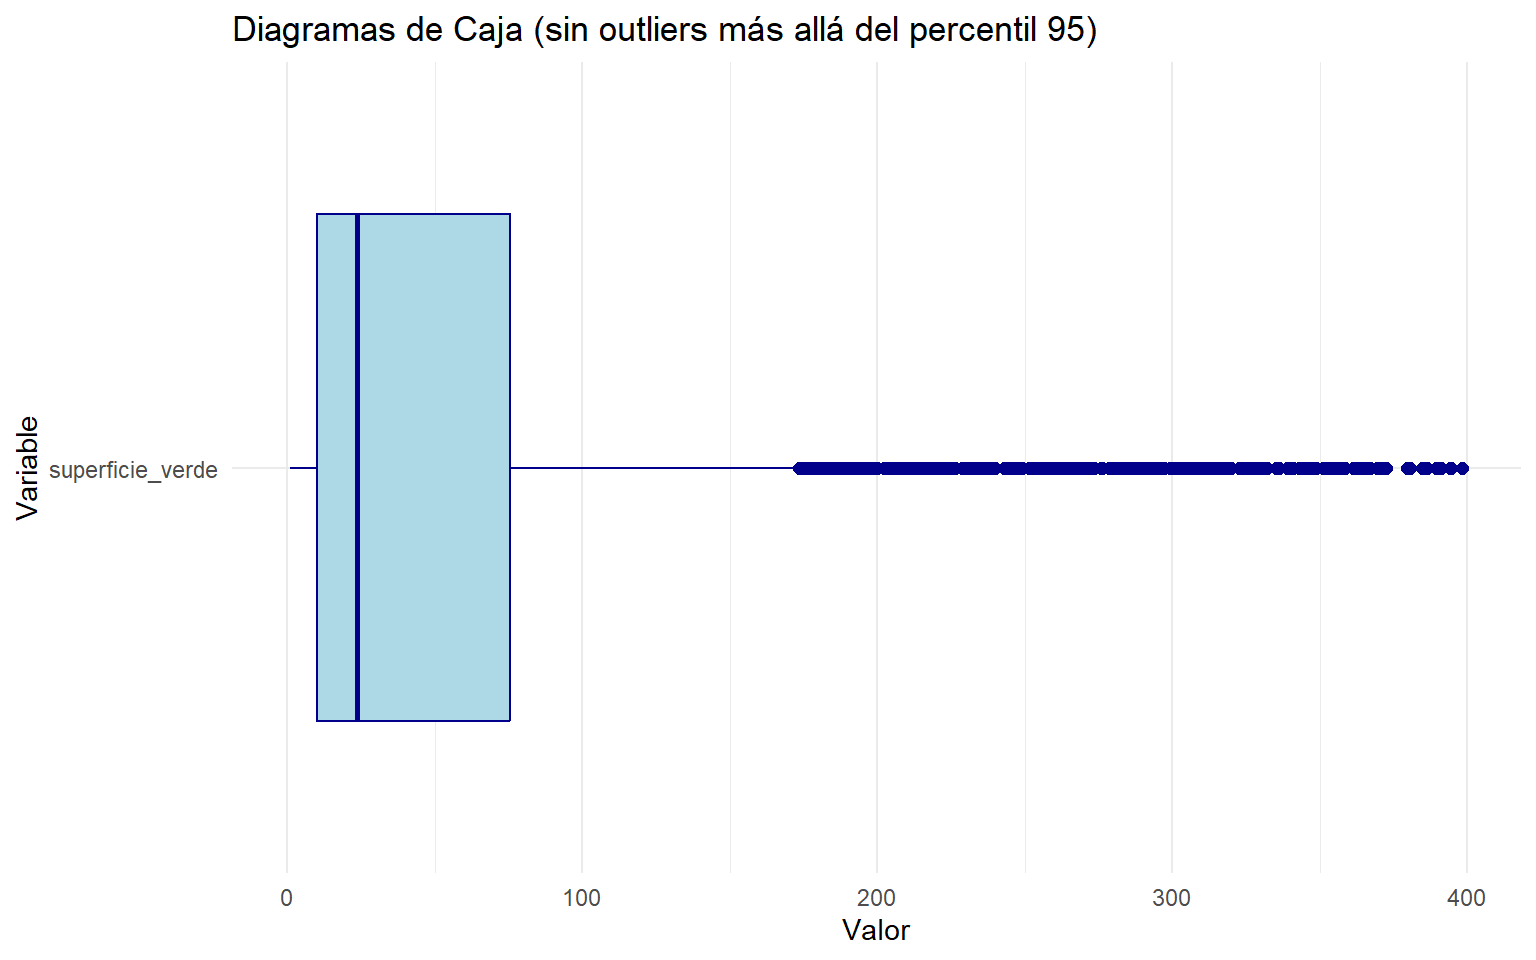 Diagramas de Caja (sin outliers más allá del percentil 95)
Variable
superficie_verde
0 100 200 300 400
Valor